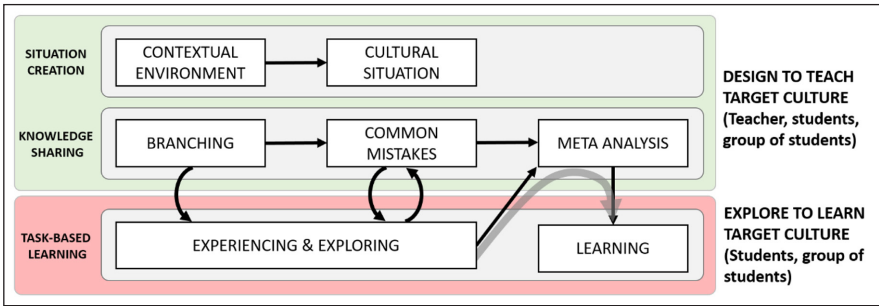 SITUATION
CREATION
CONTEXTUAL
ENVIRONMENT
CULTURAL
SITUATION
KNOWLEDGE
SHARING
BRANCHING
COMMON
MISTAKES
META ANALYSIS
DESIGN TO TEACH
TARGET CULTURE
(Teacher, students,
group of students)
TASK-BASED
LEARNING
EXPERIENCING & EXPLORING
LEARNING
EXPLORE TO LEARN
TARGET CULTURE
(Students, group of
students)